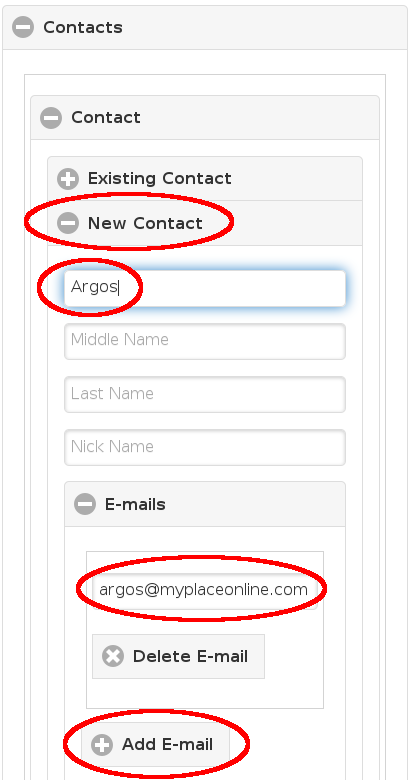 Contacts
Contact
Existing Contact
New Contact
Argos
Middle Name
Last Name
Nick Name
E-mails
argos@myplaceonline.com
Delete E-mail
Add E-mail